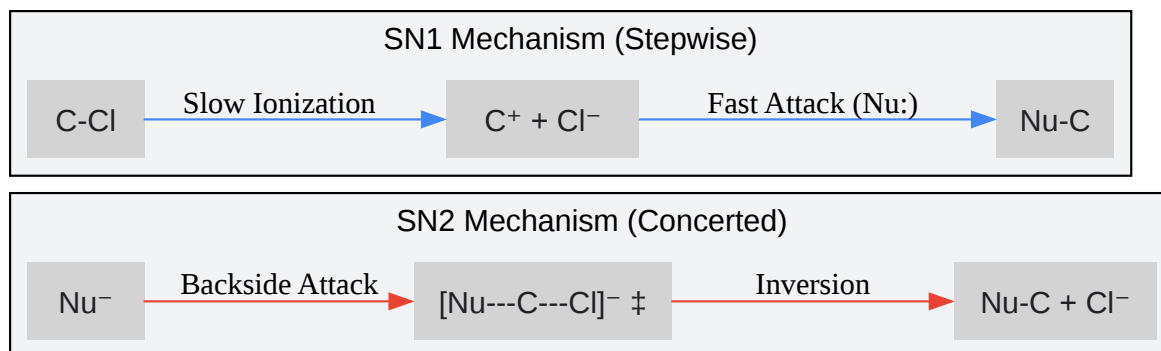 SN1 Mechanism (Stepwise)
C-Cl
Slow Ionization
C⁺ + Cl⁻
Fast Attack (Nu:)
Nu-C
SN2 Mechanism (Concerted)
Nu⁻
Backside Attack
[Nu---C---Cl]⁻ ‡
Inversion
Nu-C + Cl⁻